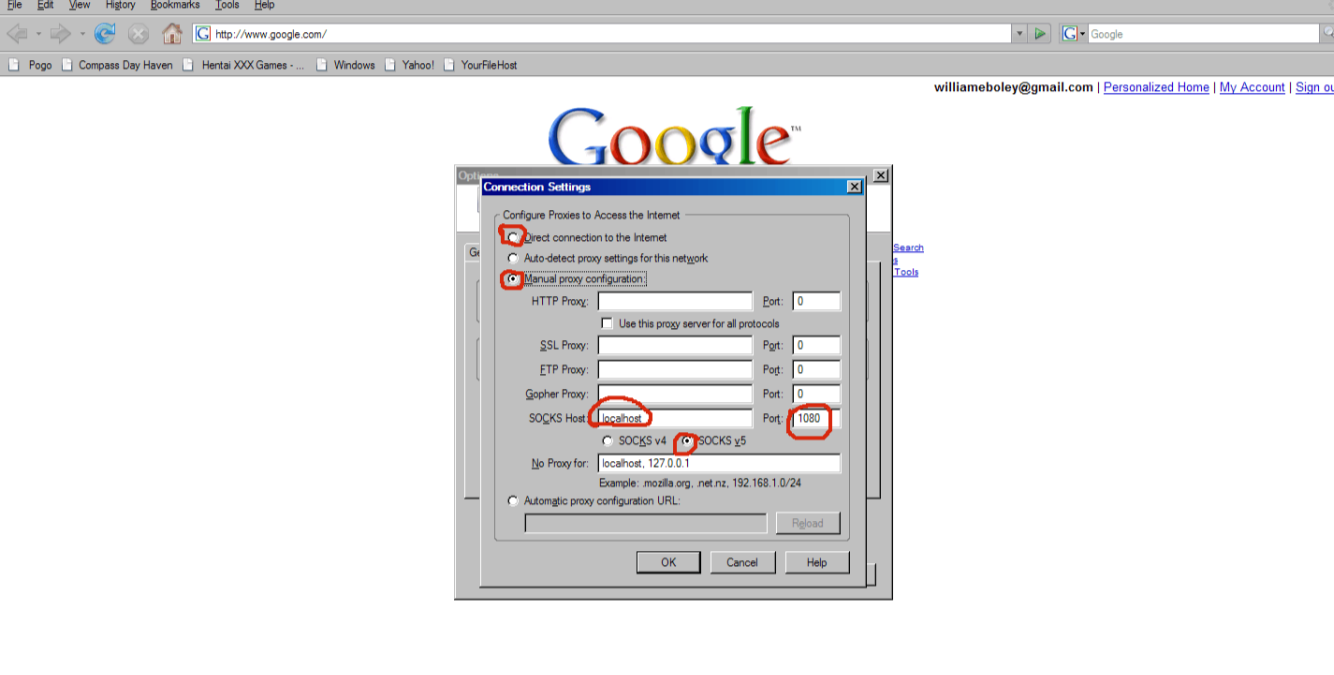 File Edit View History Bookmarks Tools Help
G http://www.google.com/ G Google
Pogo Compass Day Haven Hentai XXX Games - ... Windows Yahoo! YourFileHost
williameboley@gmail.com | Personalized Home | My Account | Sign ou
Google™
Options
Connection Settings
Configure Proxies to Access the Internet
Direct connection to the Internet
Search
Ge
Auto-detect proxy settings for this network
s
Tools
Manual proxy configuration:
HTTP Proxy: Port: 0
Use this proxy server for all protocols
SSL Proxy: Port: 0
FTP Proxy: Port: 0
Gopher Proxy: Port: 0
SOCKS Host: localhost Port: 1080
SOCKS v4 SOCKS v5
No Proxy for: localhost, 127.0.0.1
Example: .mozilla.org, .net.nz, 192.168.1.0/24
Automatic proxy configuration URL:
Reload
OK Cancel Help